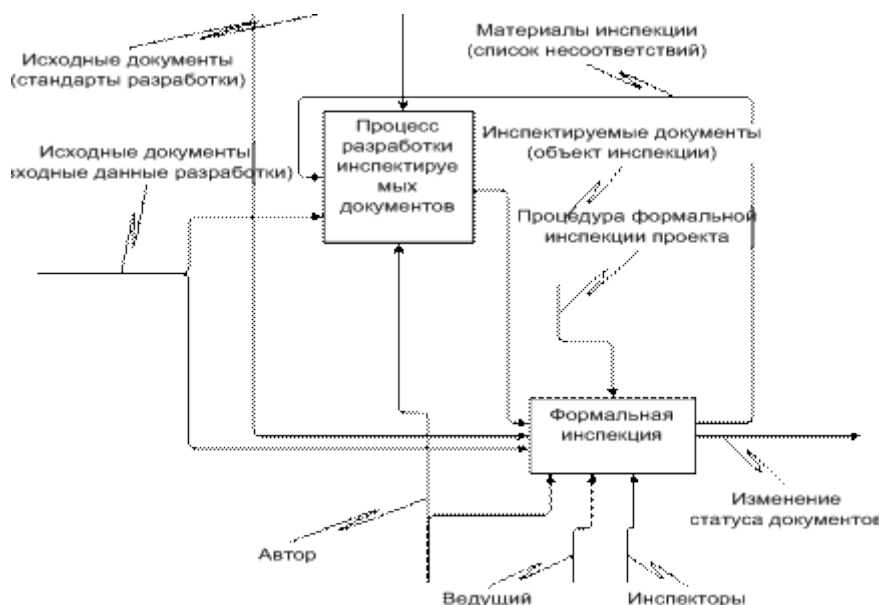 Исходные документы
(стандарты разработки)
Материалы инспекции
(список несоответствий)
Исходные документы
входные данные разработки)
Процесс
разработки
инспектируе
мых
документов
Инспектируемые документы
(объект инспекции)
Процедура формальной
инспекции проекта
Формальная
инспекция
Изменение
статуса документов
Автор
Ведущий
Инспекторы